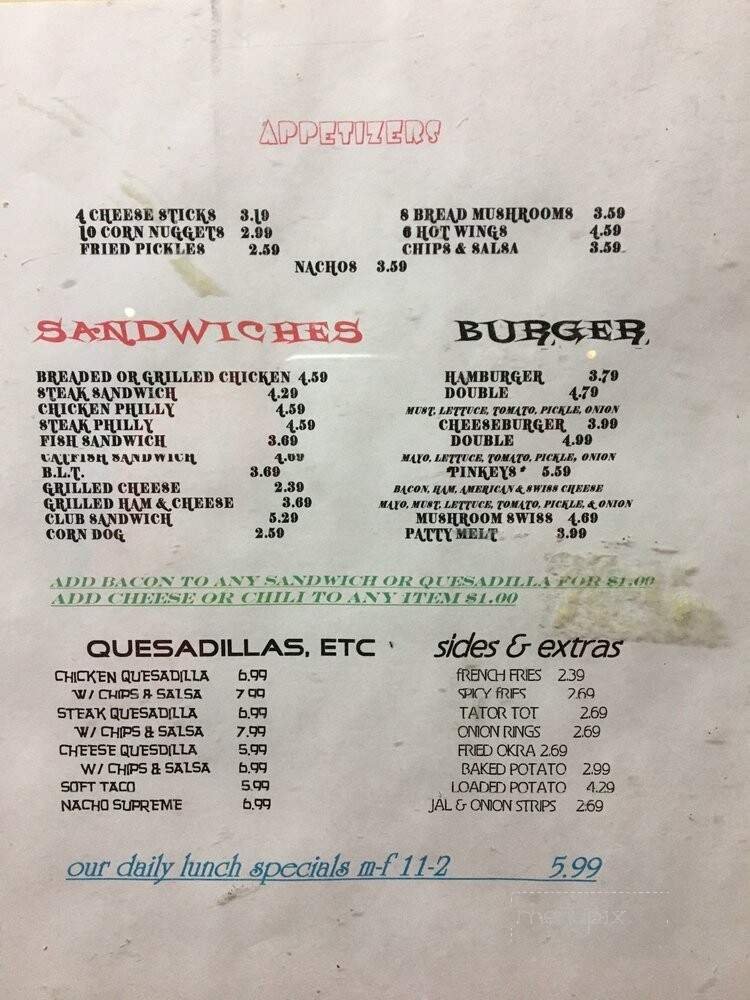 APPETIZERS
4 CHEESE STICKS 3.19
10 CORN NUGGETS 2.99
FRIED PICKLES 2.59
8 BREAD MUSHROOMS 3.59
6 HOT WINGS 4.59
CHIPS & SALSA 3.59
NACHOS 3.59
SANDWICHES
BREADED OR GRILLED CHICKEN 4.59
STEAK SANDWICH 4.29
CHICKEN PHILLY 4.59
STEAK PHILLY 4.59
FISH SANDWICH 3.69
CATFISH SANDWICH
B.L.T. 3.69
GRILLED CHEESE 2.39
GRILLED HAM & CHEESE 3.69
CLUB SANDWICH 5.29
CORN DOG 2.59
BURGER
HAMBURGER 3.79
DOUBLE 4.79
MUST, LETTUCE, TOMATO, PICKLE, ONION
CHEESEBURGER 3.99
DOUBLE 4.99
MAYO, LETTUCE, TOMATO, PICKLE, ONION
"PINKEYS" 5.59
BACON, HAM, AMERICAN & SWISS CHEESE
MAYO, MUST, LETTUCE, TOMATO, PICKLE, & ONION
MUSHROOM SWISS 4.69
PATTY MELT 3.99
ADD BACON TO ANY SANDWICH OR QUESADILLA FOR $1.00
ADD CHEESE OR CHILI TO ANY ITEM $1.00
QUESADILLAS, ETC
CHICKEN QUESADILLA 6.99
W/ CHIPS & SALSA 7.99
STEAK QUESADILLA 6.99
W/ CHIPS & SALSA 7.99
CHEESE QUESDILLA 5.99
W/ CHIPS & SALSA 6.99
SOFT TACO 5.99
NACHO SUPREME 6.99
sides & extras
fRENCH FRIES 2.39
SPICY fRIES 2.69
TATOR TOT 2.69
ONION RINGS 2.69
FRIED OKRA 2.69
BAKED POTATO 2.99
LOADED POTATO 4.29
JAL & ONION STRIPS 2.69
our daily lunch specials m-f 11-2 5.99
menupix